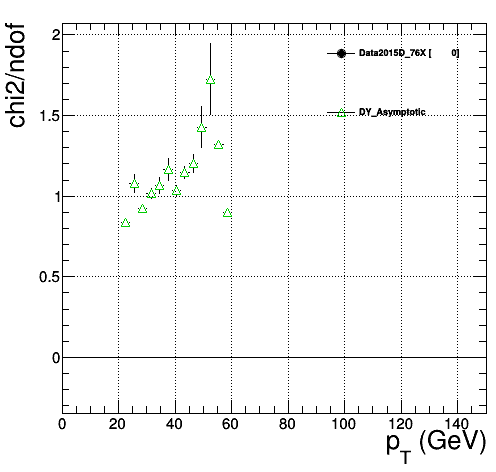 chi2/ndof
2
1.5
1
0.5
0
Data2015D_76X [ 0]
DY_Asymptotic
0 20 40 60 80 100 120 140
p_T (GeV)